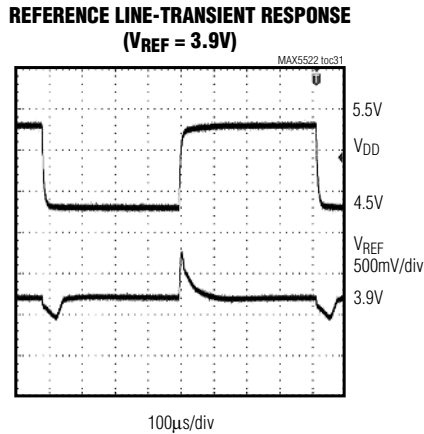 REFERENCE LINE-TRANSIENT RESPONSE
(VREF = 3.9V)
MAX5522 toc31
T
5.5V
VDD
4.5V
VREF
500mV/div
3.9V
100μs/div